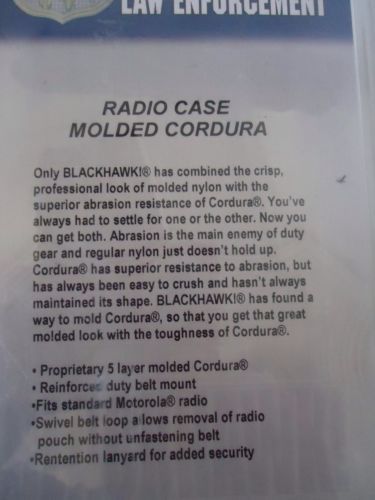 LAW ENFORCEMENT
RADIO CASE
MOLDED CORDURA
Only BLACKHAWK!® has combined the crisp,
professional look of molded nylon with the
superior abrasion resistance of Cordura®. You've
always had to settle for one or the other. Now you
can get both. Abrasion is the main enemy of duty
gear and regular nylon just doesn't hold up.
Cordura® has superior resistance to abrasion, but
has always been easy to crush and hasn't always
maintained its shape. BLACKHAWK!® has found a
way to mold Cordura®, so that you get that great
molded look with the toughness of Cordura®.
• Proprietary 5 layer molded Cordura®
• Reinforced duty belt mount
•Fits standard Motorola® radio
•Swivel belt loop allows removal of radio
pouch without unfastening belt
•Rentention lanyard for added security